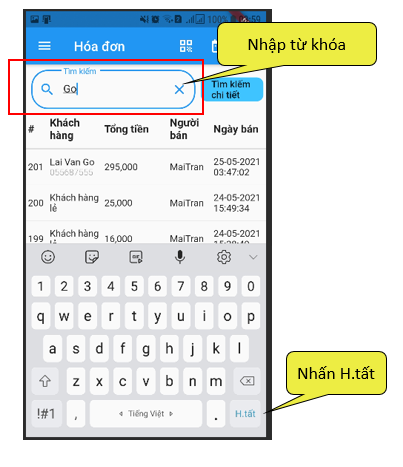 Hóa đơn
Nhập từ khóa
Tìm kiếm
Go
Tìm kiếm
chi tiết
# Khách hàng Tổng tiền Người bán Ngày bán
201 Lai Van Go 295,000 MaiTran 25-05-2021
055687555 03:47:02
200 Khách hàng lẻ 25,000 MaiTran 24-05-2021
15:49:34
199 Khách hàng 16,000 MaiTran 24-05-2021
1 2 3 4 5 6 7 8 9 0
q w e r t y u i o p
a s d f g h j k l
z x c v b n m
!#1 , Tiếng Việt . H.tất
Nhấn H.tất